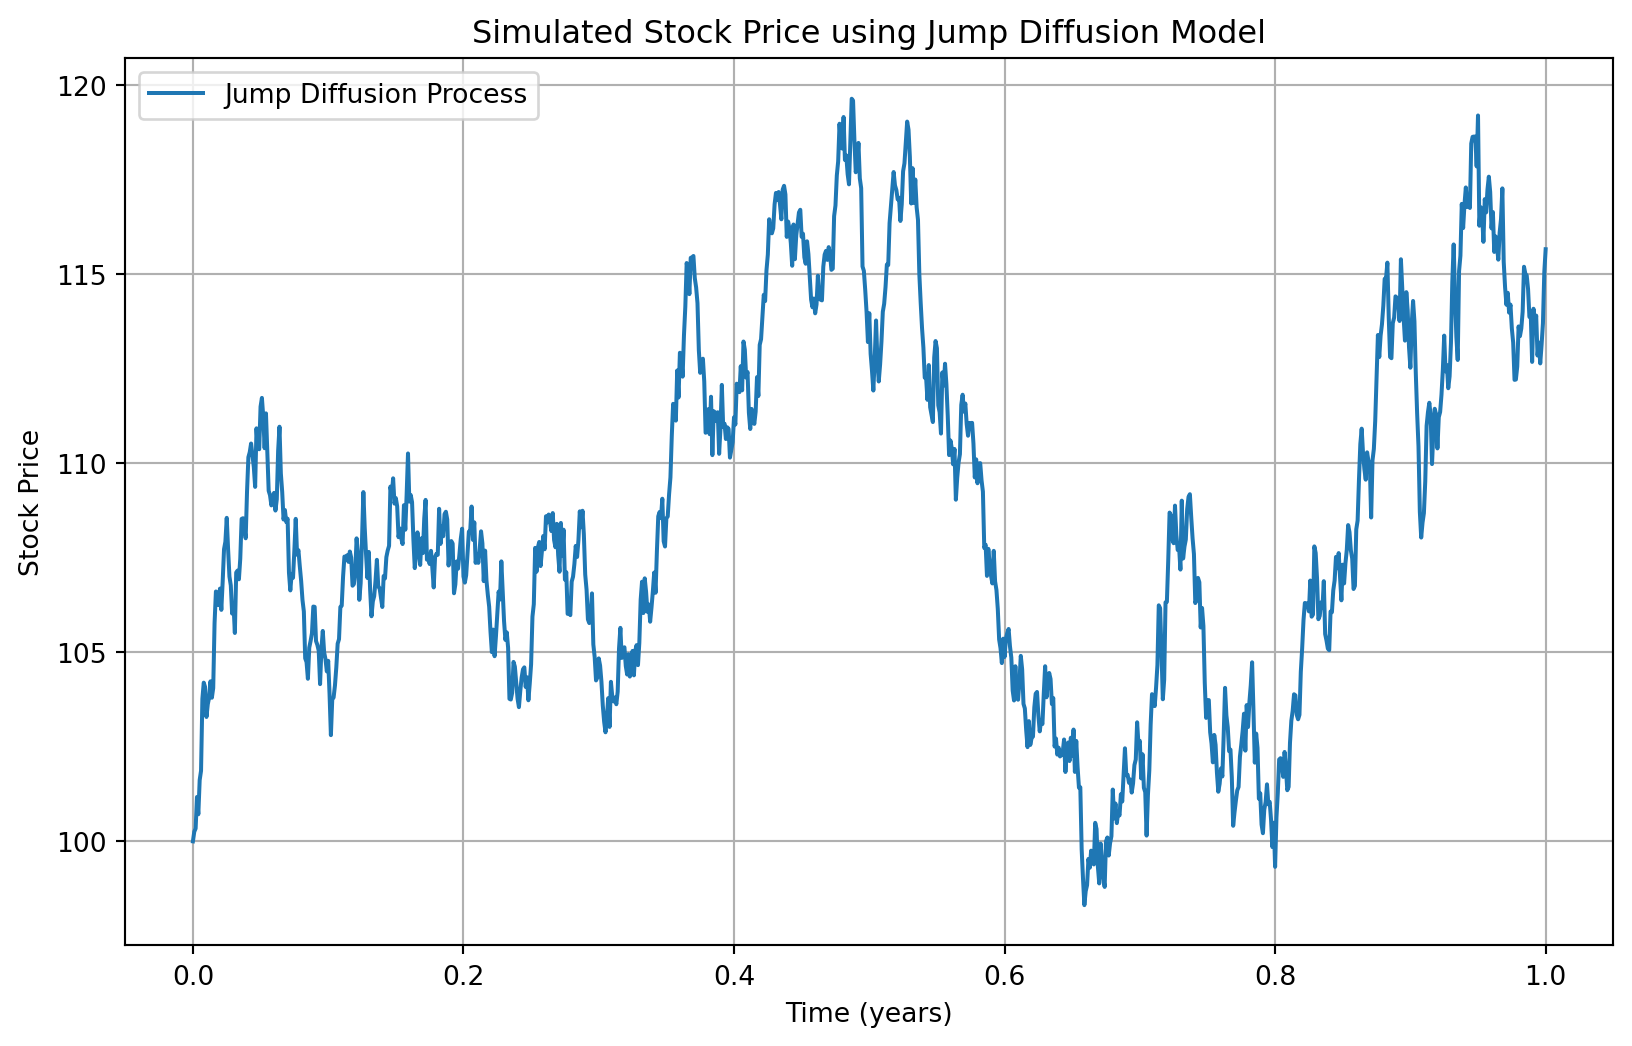 Simulated Stock Price using Jump Diffusion Model
Jump Diffusion Process
Stock Price
120
115
110
105
100
0.0 0.2 0.4 0.6 0.8 1.0
Time (years)